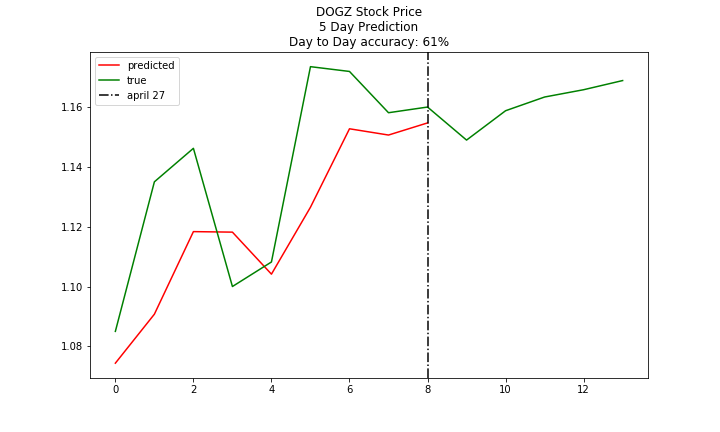 DOGZ Stock Price
5 Day Prediction
Day to Day accuracy: 61%
predicted
true
april 27
1.16
1.14
1.12
1.10
1.08
0 2 4 6 8 10 12